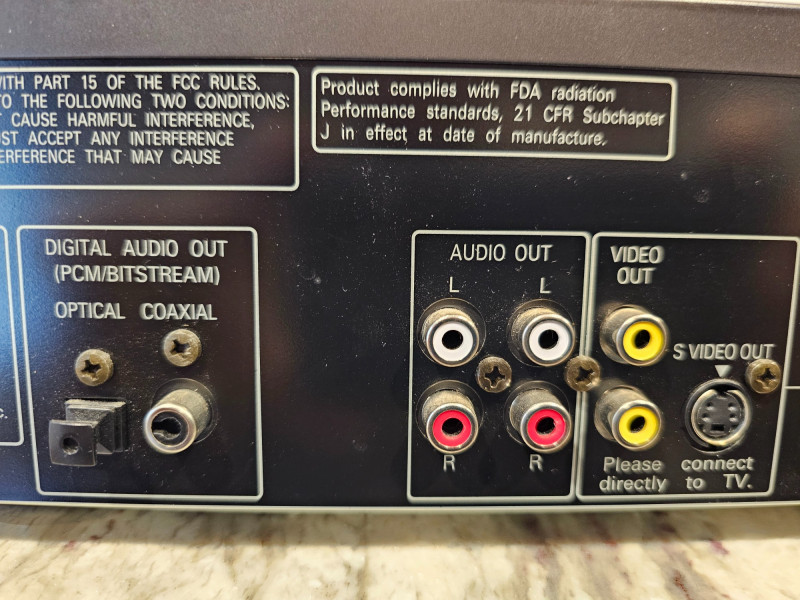 WITH PART 15 OF THE FCC RULES.
TO THE FOLLOWING TWO CONDITIONS:
CAUSE HARMFUL INTERFERENCE,
ACCEPT ANY INTERFERENCE
THAT MAY CAUSE
Product complies with FDA radiation
Performance standards, 21 CFR Subchapter
J in effect at date of manufacture.
DIGITAL AUDIO OUT
(PCM/BITSTREAM)
OPTICAL COAXIAL
AUDIO OUT
L L
R R
VIDEO
OUT
S VIDEO OUT
Please connect
directly to TV.